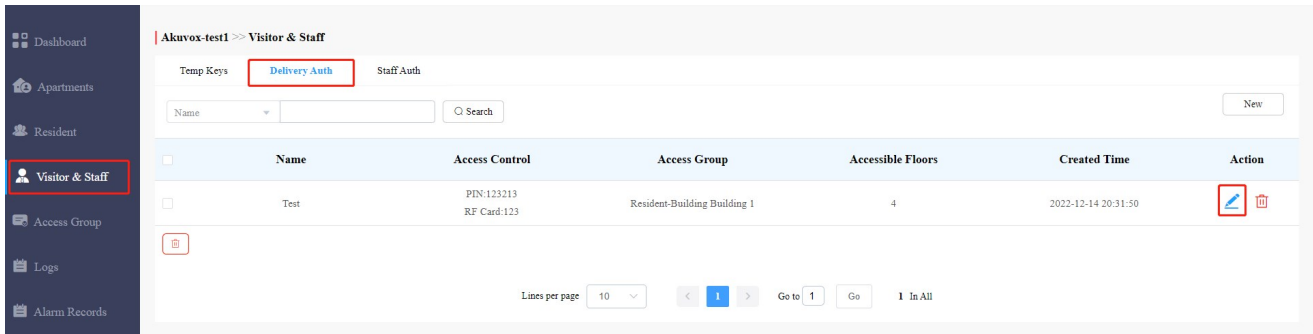 Dashboard
Apartments
Resident
Visitor & Staff
Access Group
Logs
Alarm Records
Akuvox-test1 >> Visitor & Staff
Temp Keys Delivery Auth Staff Auth
Name Search New
Name Access Control Access Group Accessible Floors Created Time Action
Test PIN:123213 RF Card:123 Resident-Building Building 1 4 2022-12-14 20:31:50
Lines per page 10 < 1 > Go to 1 Go 1 In All